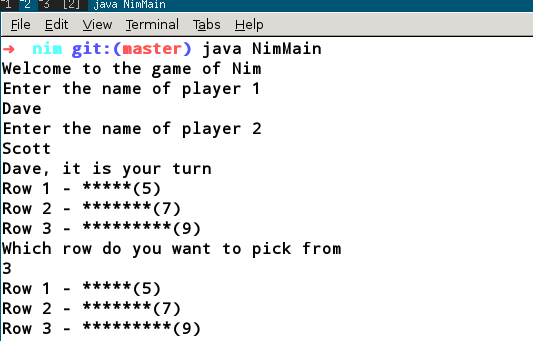 1 2 3 [2] java NimMain
File Edit View Terminal Tabs Help
→ nim git:(master) java NimMain
Welcome to the game of Nim
Enter the name of player 1
Dave
Enter the name of player 2
Scott
Dave, it is your turn
Row 1 - *****(5)
Row 2 - *******(7)
Row 3 - *********(9)
Which row do you want to pick from
3
Row 1 - *****(5)
Row 2 - *******(7)
Row 3 - *********(9)